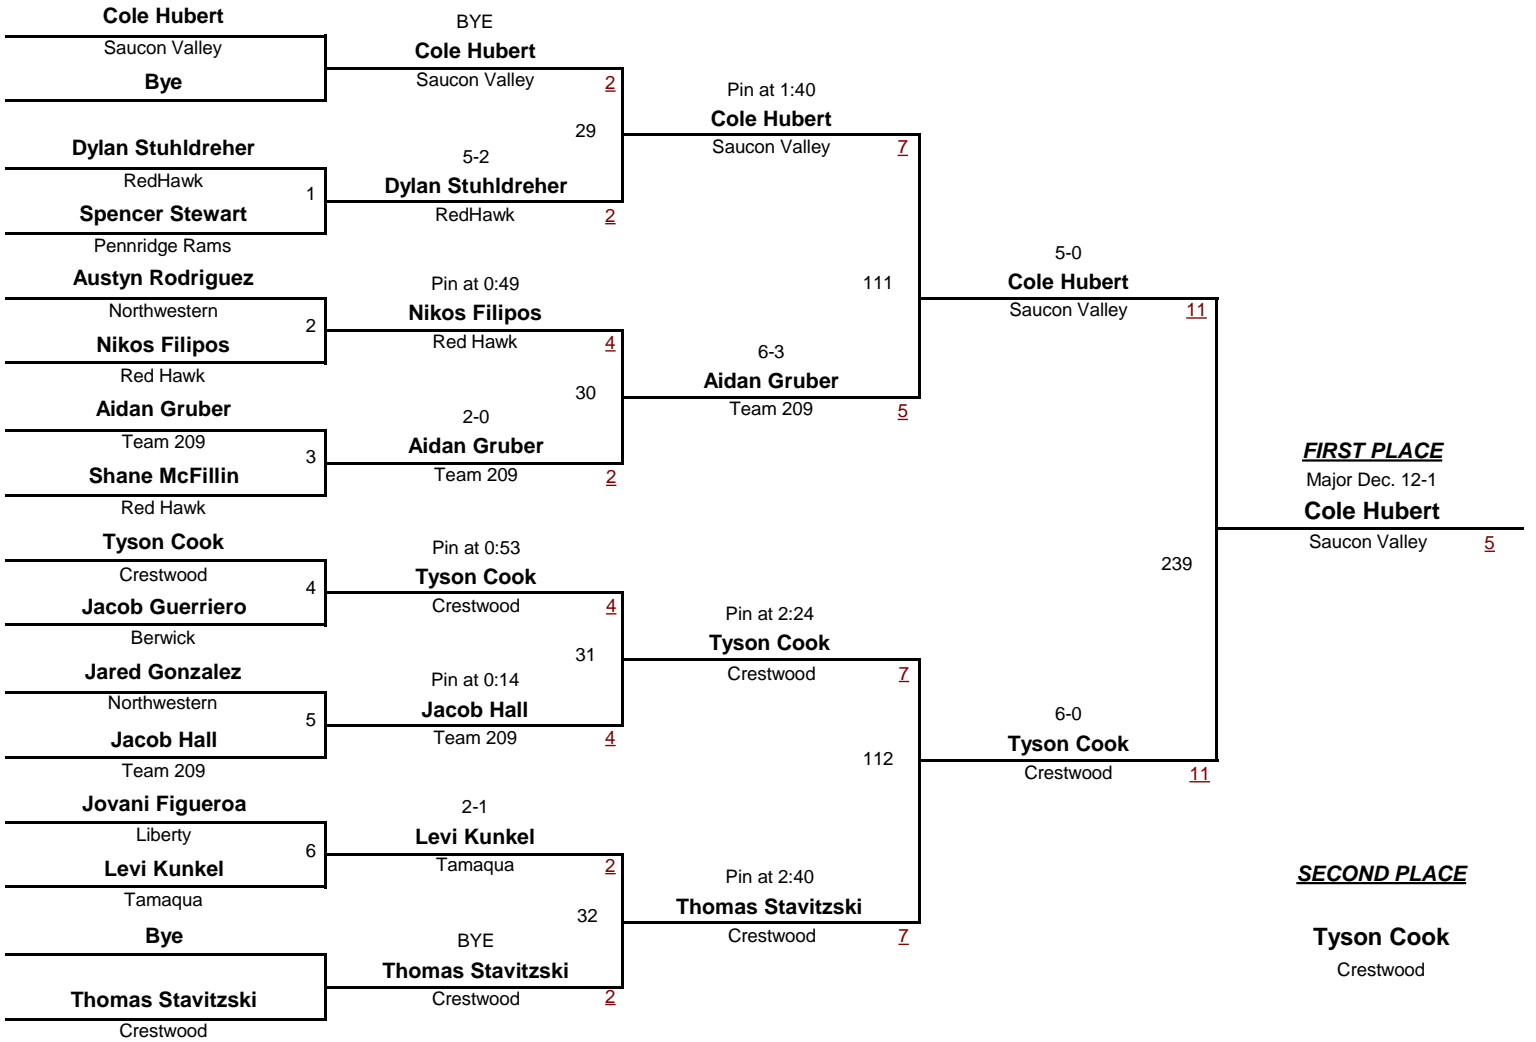 Cole Hubert
Saucon Valley
Bye
Dylan Stuhldreher
RedHawk
1
Spencer Stewart
Pennridge Rams
Austyn Rodriguez
Northwestern
2
Nikos Filipos
Red Hawk
Aidan Gruber
Team 209
3
Shane McFillin
Red Hawk
Tyson Cook
Crestwood
4
Jacob Guerriero
Berwick
Jared Gonzalez
Northwestern
5
Jacob Hall
Team 209
Jovani Figueroa
Liberty
6
Levi Kunkel
Tamaqua
Bye
Thomas Stavitzski
Crestwood
BYE
Cole Hubert
Saucon Valley
2
29
5-2
Dylan Stuhldreher
RedHawk
2
Pin at 0:49
Nikos Filipos
Red Hawk
4
30
2-0
Aidan Gruber
Team 209
2
Pin at 0:53
Tyson Cook
Crestwood
4
31
Pin at 0:14
Jacob Hall
Team 209
4
2-1
Levi Kunkel
Tamaqua
2
32
BYE
Thomas Stavitzski
Crestwood
2
Pin at 1:40
Cole Hubert
Saucon Valley
7
111
6-3
Aidan Gruber
Team 209
5
Pin at 2:24
Tyson Cook
Crestwood
7
112
Pin at 2:40
Thomas Stavitzski
Crestwood
7
5-0
Cole Hubert
Saucon Valley
11
239
6-0
Tyson Cook
Crestwood
11
FIRST PLACE
Major Dec. 12-1
Cole Hubert
Saucon Valley
5
SECOND PLACE
Tyson Cook
Crestwood